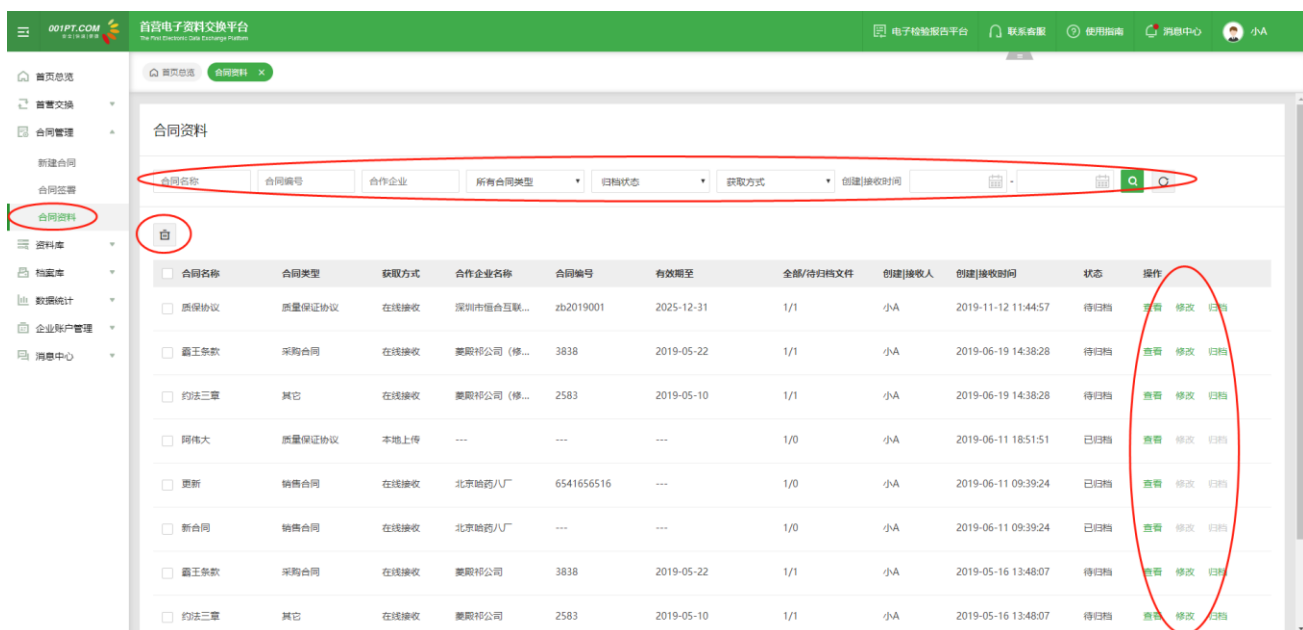 001PT.COM 首营电子资料交换平台 电子检验报告平台 联系客服 使用指南 消息中心 小A
The First Electronic Data Exchange Platform
首页总览 首页总览 合同资料 ×
首营交换
合同管理 合同资料
新建合同
合同签署 合同名称 合同编号 合作企业 所有合同类型 归档状态 获取方式 创建|接收时间 -
合同资料
资料库
档案库 合同名称 合同类型 获取方式 合作企业名称 合同编号 有效期至 全部/待归档文件 创建|接收人 创建|接收时间 状态 操作
数据统计 质保协议 质量保证协议 在线接收 深圳市恒合互联... zb2019001 2025-12-31 1/1 小A 2019-11-12 11:44:57 待归档 查看 修改 归档
企业账户管理
消息中心 霸王条款 采购合同 在线接收 菱殿祁公司（修... 3838 2019-05-22 1/1 小A 2019-06-19 14:38:28 待归档 查看 修改 归档
约法三章 其它 在线接收 菱殿祁公司（修... 2583 2019-05-10 1/1 小A 2019-06-19 14:38:28 待归档 查看 修改 归档
阿伟大 质量保证协议 本地上传 --- --- --- 1/0 小A 2019-06-11 18:51:51 已归档 查看 修改 归档
更新 销售合同 在线接收 北京哈药八厂 6541656516 --- 1/0 小A 2019-06-11 09:39:24 已归档 查看 修改 归档
新合同 销售合同 在线接收 北京哈药八厂 --- --- 1/0 小A 2019-06-11 09:39:24 已归档 查看 修改 归档
霸王条款 采购合同 在线接收 菱殿祁公司 3838 2019-05-22 1/1 小A 2019-05-16 13:48:07 待归档 查看 修改 归档
约法三章 其它 在线接收 菱殿祁公司 2583 2019-05-10 1/1 小A 2019-05-16 13:48:07 待归档 查看 修改 归档